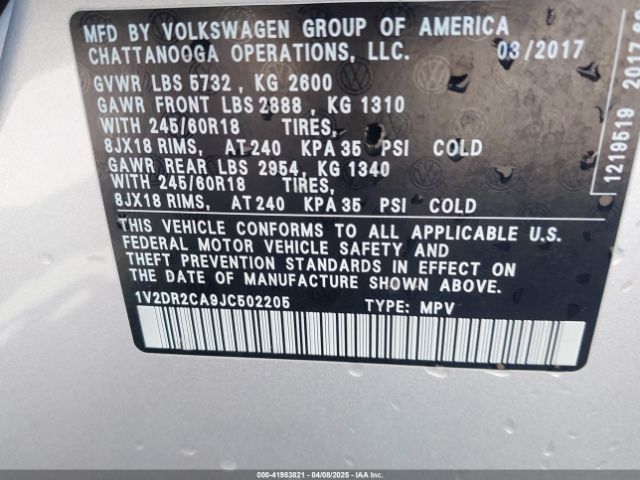 MFD BY VOLKSWAGEN GROUP OF AMERICA
CHATTANOOGA OPERATIONS, LLC. 03/2017
GVWR LBS 5732 , KG 2600
GAWR FRONT LBS 2888 , KG 1310
WITH 245/60R18 TIRES,
8JX18 RIMS, AT 240 KPA 35 PSI COLD
GAWR REAR LBS 2954, KG 1340
WITH 245/60R18 TIRES,
8JX18 RIMS, AT 240 KPA 35 PSI COLD
THIS VEHICLE CONFORMS TO ALL APPLICABLE U.S.
FEDERAL MOTOR VEHICLE SAFETY AND
THEFT PREVENTION STANDARDS IN EFFECT ON
THE DATE OF MANUFACTURE SHOWN ABOVE.
1V2DR2CA9JC502205 TYPE: MPV
1219519 2017
000-41983821 04/08/2025 IAA Inc.